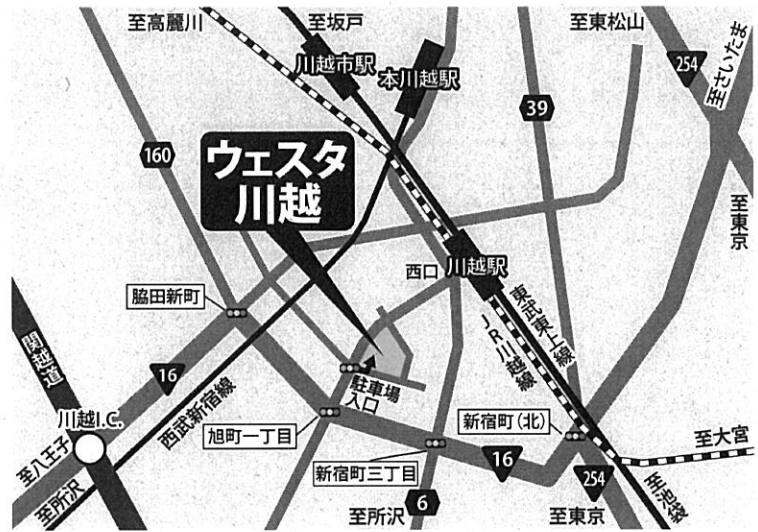 至高麗川
至坂戸
至東松山
川越市駅
本川越駅
254
至さいたま
39
160
ウェスタ
川越
至東京
西口
川越駅
脇田新町
東武東上線
JR川越線
関越道
16
駐車場
入口
西武新宿線
川越I.C.
旭町一丁目
新宿町(北)
至大宮
至八王子
新宿町三丁目
16
254
至所沢
至所沢
6
至東京
至池袋